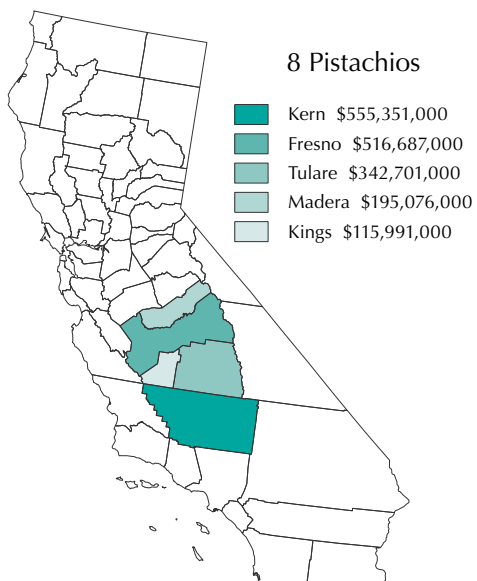 8 Pistachios
Kern $555,351,000
Fresno $516,687,000
Tulare $342,701,000
Madera $195,076,000
Kings $115,991,000